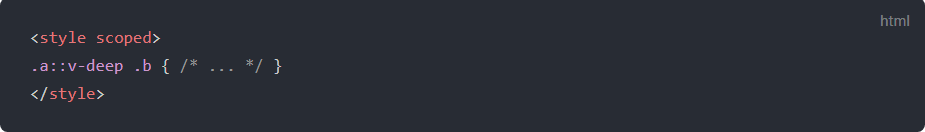 html
<style scoped>
.a::v-deep .b { /* ... */ }
</style>